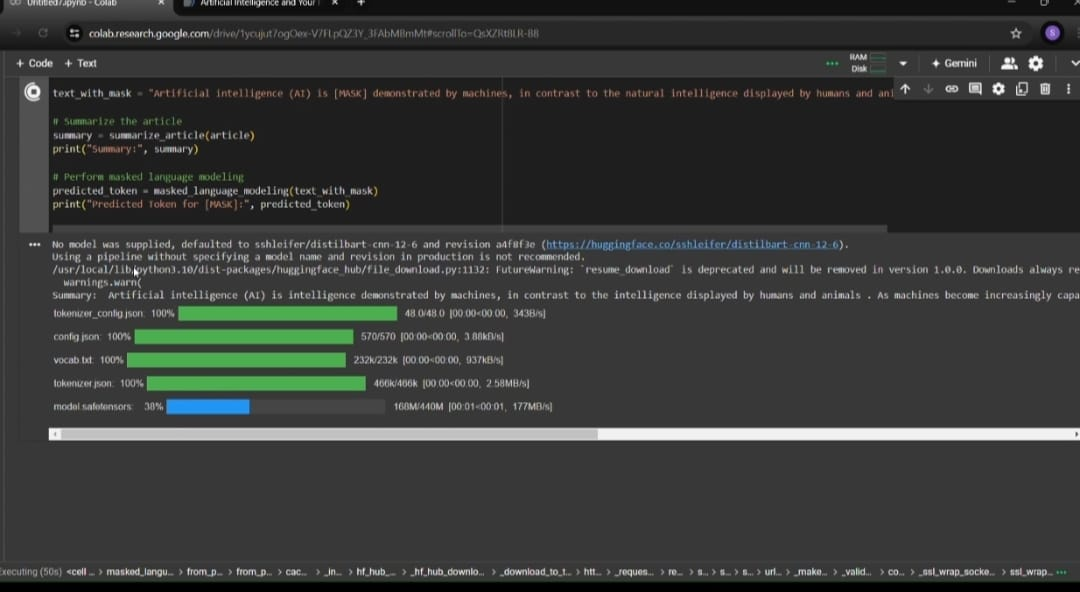 Untitled7.ipynb - Colab
Artificial Intelligence and Your
colab.research.google.com/drive/
+ Code + Text
RAM
Disk
Gemini
text_with_mask = "Artificial intelligence (AI) is [MASK] demonstrated by machines, in contrast to the natural intelligence displayed by humans and ani
# Summarize the article
summary = summarize_article(article)
print("Summary:", summary)
# Perform masked language modeling
predicted_token = masked_language_modeling(text_with_mask)
print("Predicted Token for [MASK]:", predicted_token)
No model was supplied, defaulted to sshleifer/distilbart-cnn-12-6 and revision a4f8f3e (https://huggingface.co/sshleifer/distilbart-cnn-12-6).
Using a pipeline without specifying a model name and revision in production is not recommended.
/usr/local/lib/python3.10/dist-packages/huggingface_hub/file_download.py:1132: FutureWarning: `resume_download` is deprecated and will be removed in version 1.0.0. Downloads always re
warnings.warn(
Summary: Artificial intelligence (AI) is intelligence demonstrated by machines, in contrast to the intelligence displayed by humans and animals . As machines become increasingly capa
tokenizer_config.json: 100% 48.0/48.0 [00:00<00:00, 343B/s]
config.json: 100% 570/570 [00:00<00:00, 3.88kB/s]
vocab.txt: 100% 232k/232k [00:00<00:00, 937kB/s]
tokenizer.json: 100% 466k/466k [00:00<00:00, 2.58MB/s]
model.safetensors: 38% 168M/440M [00:01<00:01, 177MB/s]
Executing (50s) <cell ... > masked_langu... > from_p... > from_p... > cac... > _in... > hf_hub_... > _hf_hub_downlo... > _download_to_t... > htt... > _reques... > re... > s... > s... > s... > url... > _make... > _valid... > co... > _ssl_wrap_socke... > ssl_wrap...